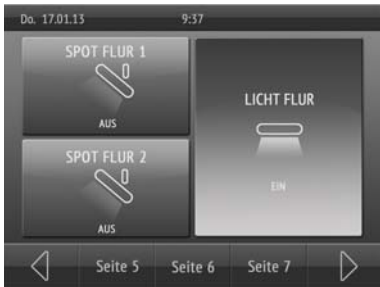 Do. 17.01.13 9:37
SPOT FLUR 1
AUS
SPOT FLUR 2
AUS
LICHT FLUR
EIN
Seite 5 Seite 6 Seite 7